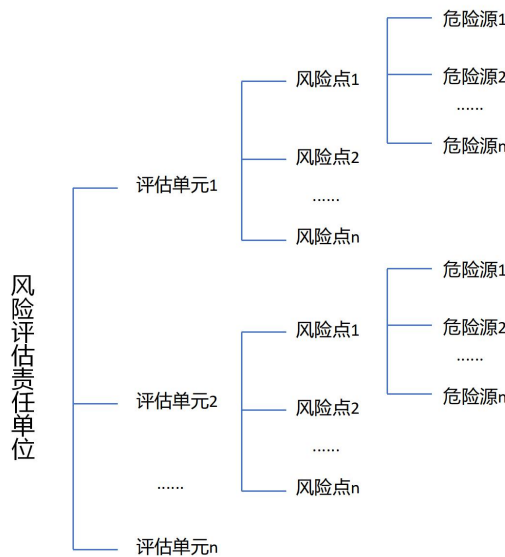 风险评估责任单位
评估单元1
风险点1
危险源1
危险源2
......
危险源n
风险点2
......
风险点n
评估单元2
风险点1
危险源1
危险源2
......
危险源n
风险点2
......
风险点n
......
评估单元n